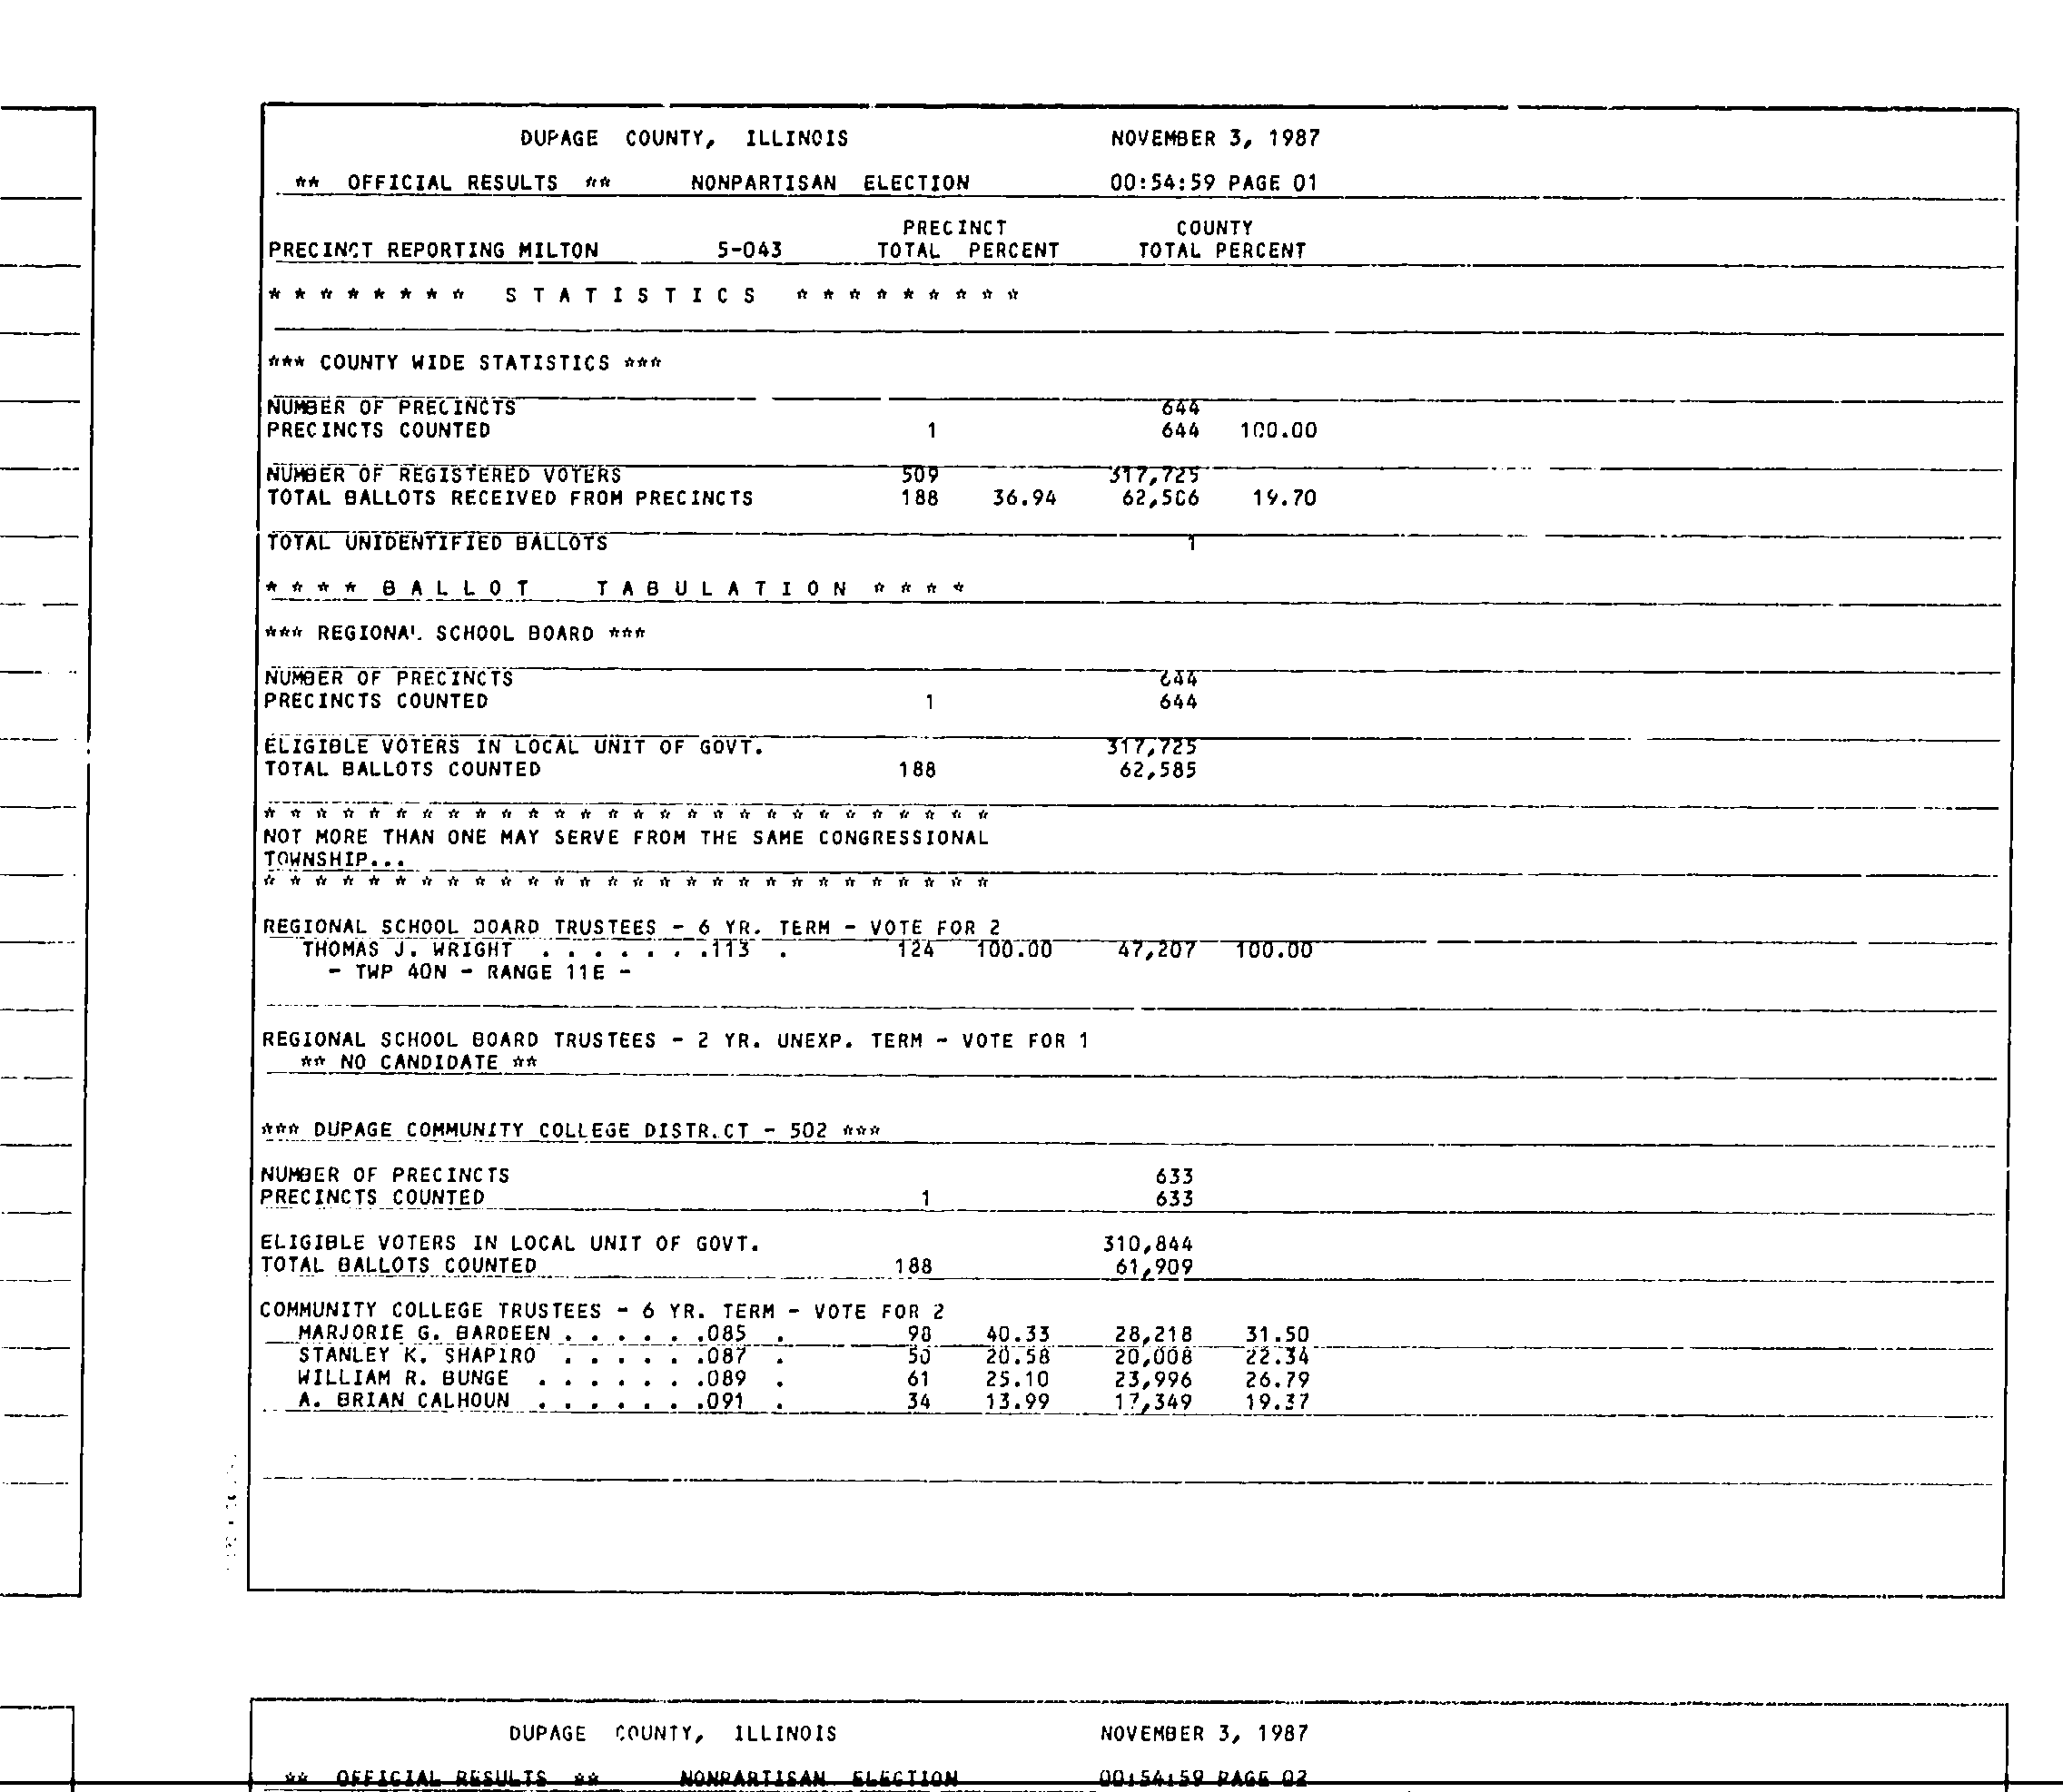 DUPAGE COUNTY, ILLINOIS NOVEMBER 3, 1987
** OFFICIAL RESULTS ** NONPARTISAN ELECTION 00:54:59 PAGE 01
PRECINCT COUNTY
PRECINCT REPORTING MILTON 5-043 TOTAL PERCENT TOTAL PERCENT
* * * * * * * * S T A T I S T I C S * * * * * * * * *
*** COUNTY WIDE STATISTICS ***
NUMBER OF PRECINCTS 644
PRECINCTS COUNTED 1 644 100.00
NUMBER OF REGISTERED VOTERS 509 317,725
TOTAL BALLOTS RECEIVED FROM PRECINCTS 188 36.94 62,586 19.70
TOTAL UNIDENTIFIED BALLOTS 1
* * * * B A L L O T T A B U L A T I O N * * * *
*** REGIONAL SCHOOL BOARD ***
NUMBER OF PRECINCTS 644
PRECINCTS COUNTED 1 644
ELIGIBLE VOTERS IN LOCAL UNIT OF GOVT. 317,725
TOTAL BALLOTS COUNTED 188 62,585
* * * * * * * * * * * * * * * * * * * * * * * * * * * *
NOT MORE THAN ONE MAY SERVE FROM THE SAME CONGRESSIONAL
TOWNSHIP...
* * * * * * * * * * * * * * * * * * * * * * * * * * * *
REGIONAL SCHOOL BOARD TRUSTEES - 6 YR. TERM - VOTE FOR 2
THOMAS J. WRIGHT . . . . . . .113 . 124 100.00 47,207 100.00
- TWP 40N - RANGE 11E -
REGIONAL SCHOOL BOARD TRUSTEES - 2 YR. UNEXP. TERM - VOTE FOR 1
** NO CANDIDATE **
*** DUPAGE COMMUNITY COLLEGE DISTRICT - 502 ***
NUMBER OF PRECINCTS 633
PRECINCTS COUNTED 1 633
ELIGIBLE VOTERS IN LOCAL UNIT OF GOVT. 310,844
TOTAL BALLOTS COUNTED 188 61,909
COMMUNITY COLLEGE TRUSTEES - 6 YR. TERM - VOTE FOR 2
MARJORIE G. BARDEEN . . . . . .085 . 98 40.33 28,218 31.50
STANLEY K. SHAPIRO . . . . . .087 . 50 20.58 20,008 22.34
WILLIAM R. BUNGE . . . . . . .089 . 61 25.10 23,996 26.79
A. BRIAN CALHOUN . . . . . . .091 . 34 13.99 17,349 19.37
DUPAGE COUNTY, ILLINOIS NOVEMBER 3, 1987
** OFFICIAL RESULTS ** NONPARTISAN ELECTION 00:54:59 PAGE 02